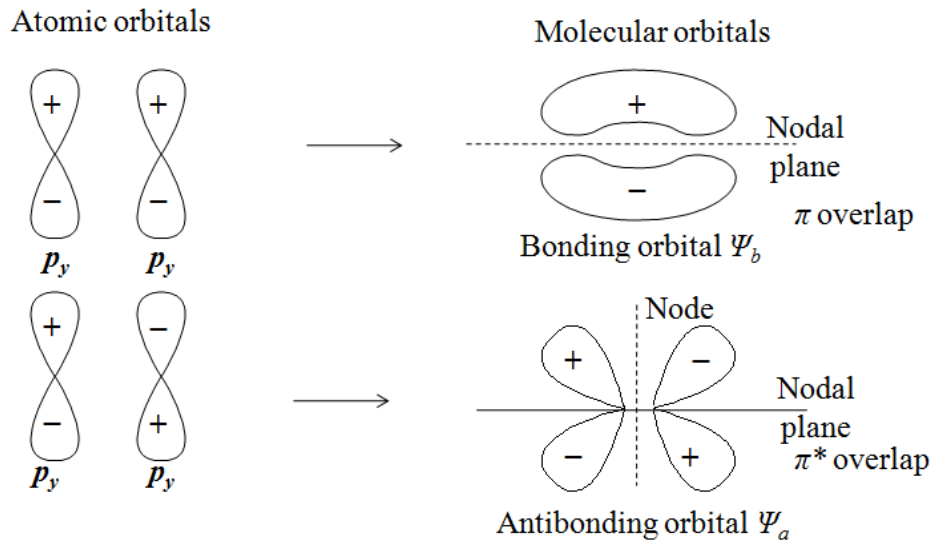 Atomic orbitals
Molecular orbitals
+ +
− −
p_y p_y
+
−
Nodal
plane
π overlap
Bonding orbital Ψ_b
+ −
− +
p_y p_y
Node
+ −
− +
Nodal
plane
π* overlap
Antibonding orbital Ψ_a